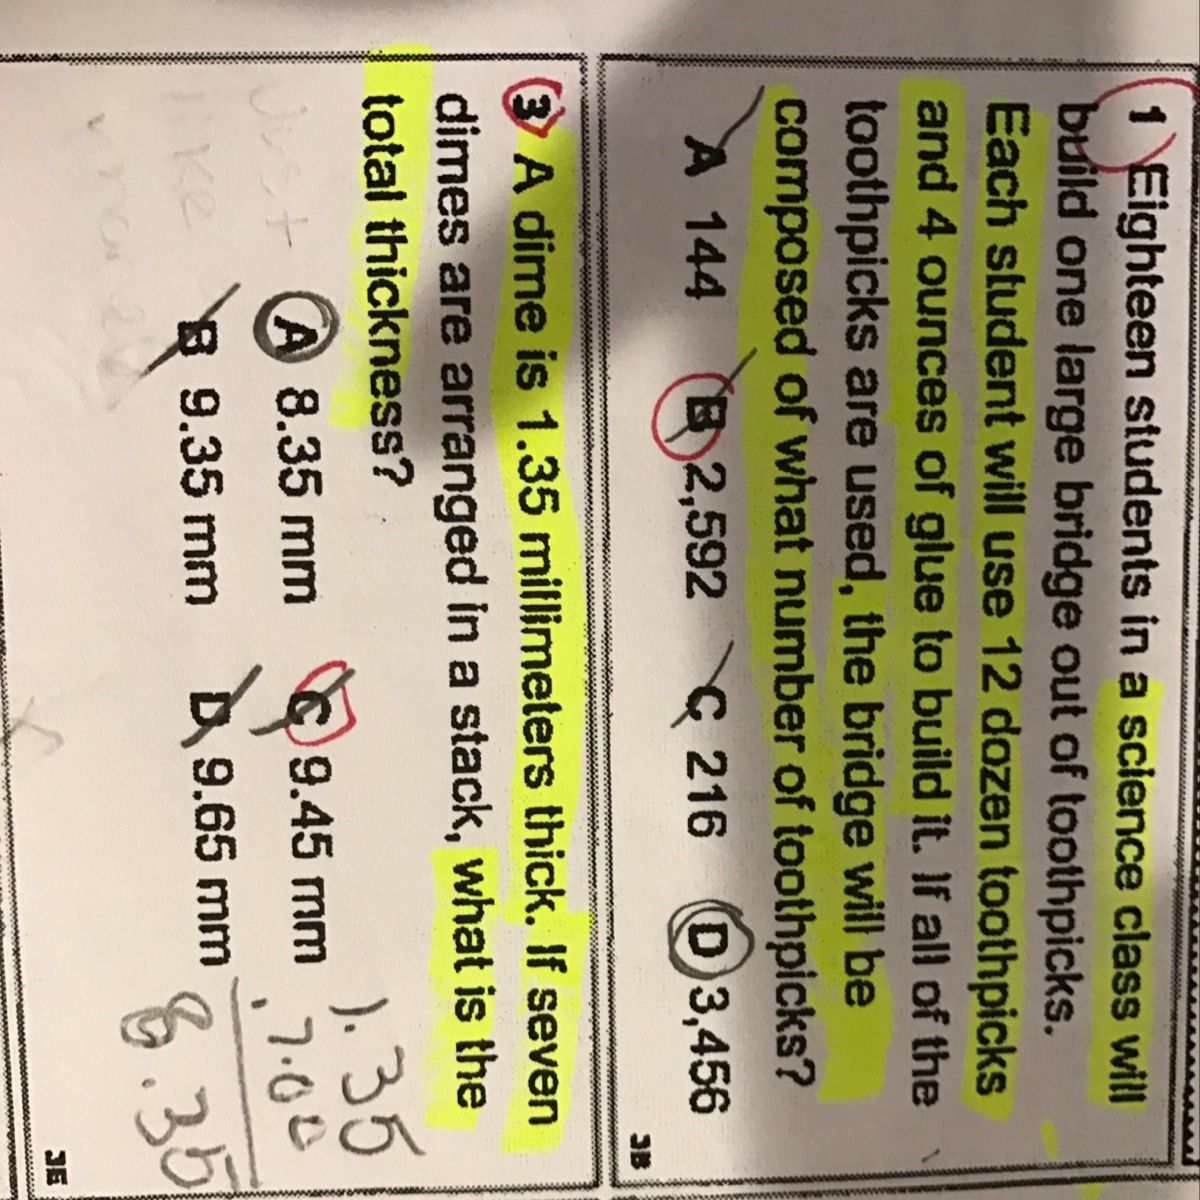 1 Eighteen students in a science class will
build one large bridge out of toothpicks.
Each student will use 12 dozen toothpicks
and 4 ounces of glue to build it. If all of the
toothpicks are used, the bridge will be
composed of what number of toothpicks?
A 144 B 2,592 C 216 D 3,456
3B
3 A dime is 1.35 millimeters thick. If seven
dimes are arranged in a stack, what is the
total thickness?
Just
like
A 8.35 mm C 9.45 mm
B 9.35 mm D 9.65 mm
1.35
7.00
8.35
3E